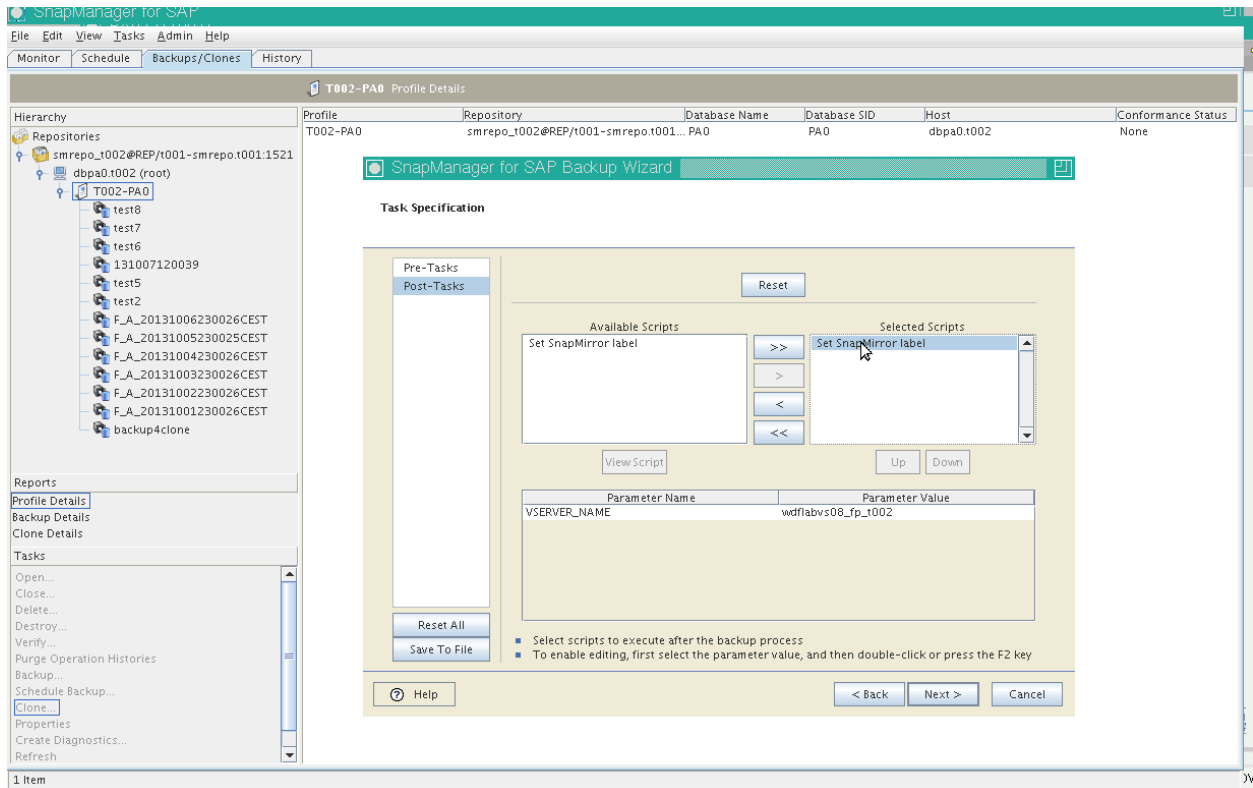 SnapManager for SAP
File Edit View Tasks Admin Help
Monitor Schedule Backups/Clones History
T002-PA0 Profile Details
Hierarchy
Repositories
smrepo_t002@REP/t001-smrepo.t001:1521
dbpa0.t002 (root)
T002-PA0
test8
test7
test6
131007120039
test5
test2
F_A_20131006230026CEST
F_A_20131005230025CEST
F_A_20131004230026CEST
F_A_20131003230026CEST
F_A_20131002230026CEST
F_A_20131001230026CEST
backup4clone
Reports
Profile Details
Backup Details
Clone Details
Tasks
Open...
Close...
Delete...
Destroy...
Verify...
Purge Operation Histories
Backup...
Schedule Backup...
Clone...
Properties
Create Diagnostics...
Refresh
1 Item
Profile Repository Database Name Database SID Host Conformance Status
T002-PA0 smrepo_t002@REP/t001-smrepo.t001... PA0 PA0 dbpa0.t002 None
SnapManager for SAP Backup Wizard
Task Specification
Pre-Tasks
Post-Tasks
Reset
Available Scripts Selected Scripts
Set SnapMirror label >> Set SnapMirror label
>
<
<<
View Script Up Down
Parameter Name Parameter Value
VSERVER_NAME wdflabvs08_fp_t002
Reset All
Save To File
Select scripts to execute after the backup process
To enable editing, first select the parameter value, and then double-click or press the F2 key
Help < Back Next > Cancel